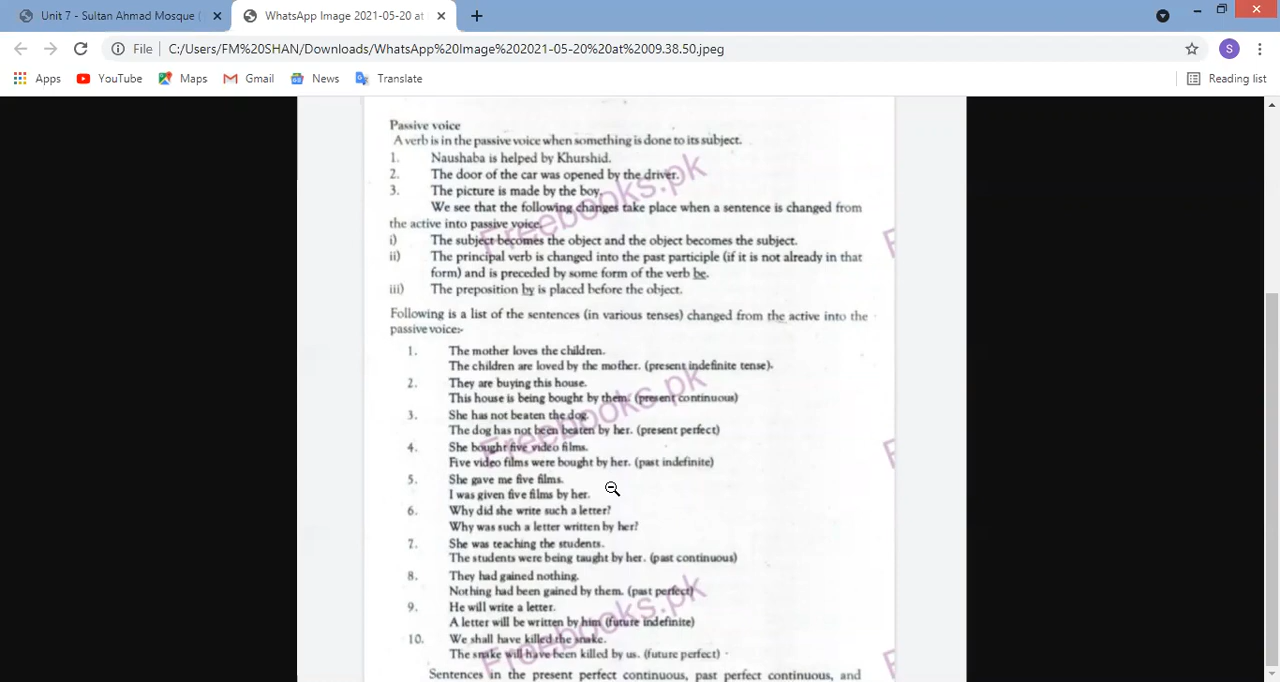 Unit 7 - Sultan Ahmad Mosque (
WhatsApp Image 2021-05-20 at
File
C:/Users/FM%20SHAN/Downloads/WhatsApp%20Image%202021-05-20%20at%2009.38.50.jpeg
S
Apps YouTube Maps Gmail News Translate
Reading list
Passive voice
A verb is in the passive voice when something is done to its subject.
1. Naushaba is helped by Khurshid.
2. The door of the car was opened by the driver.
3. The picture is made by the boy.
We see that the following changes take place when a sentence is changed from
the active into passive voice.
i) The subject becomes the object and the object becomes the subject.
ii) The principal verb is changed into the past participle (if it is not already in that
form) and is preceded by some form of the verb be.
iii) The preposition by is placed before the object.
Following is a list of the sentences (in various tenses) changed from the active into the
passive voice:-
1. The mother loves the children.
The children are loved by the mother. (present indefinite tense).
2. They are buying this house.
This house is being bought by them. (present continuous)
3. She has not beaten the dog.
The dog has not been beaten by her. (present perfect)
4. She bought five video films.
Five video films were bought by her. (past indefinite)
5. She gave me five films.
I was given five films by her.
6. Why did she write such a letter?
Why was such a letter written by her?
7. She was teaching the students.
The students were being taught by her. (past continuous)
8. They had gained nothing.
Nothing had been gained by them. (past perfect)
9. He will write a letter.
A letter will be written by him (future indefinite)
10. We shall have killed the snake.
The snake will have been killed by us. (future perfect)
Sentences in the present perfect continuous, past perfect continuous, and
Freebooks.pk
Freebooks.pk
Freebooks.pk